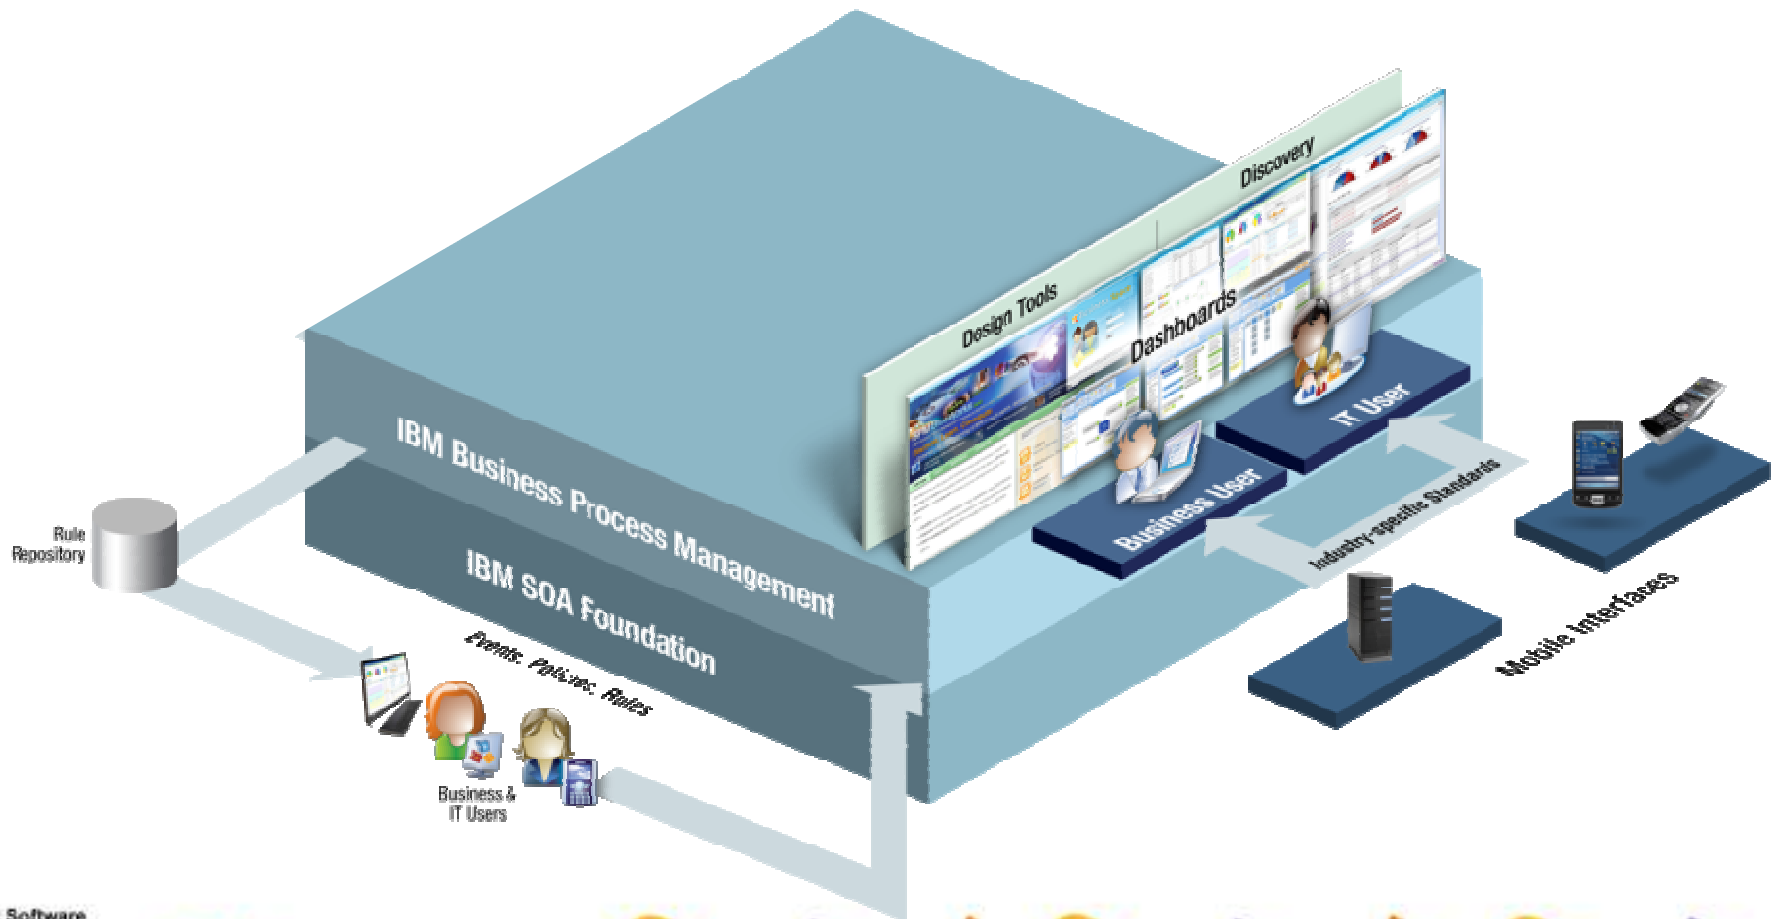 Discovery
Design Tools
Dashboards
IT User
Business User
Industry-specific Standards
Mobile Interfaces
IBM Business Process Management
IBM SOA Foundation
Events. Policies. Rules
Rule
Repository
Business &
IT Users
Software